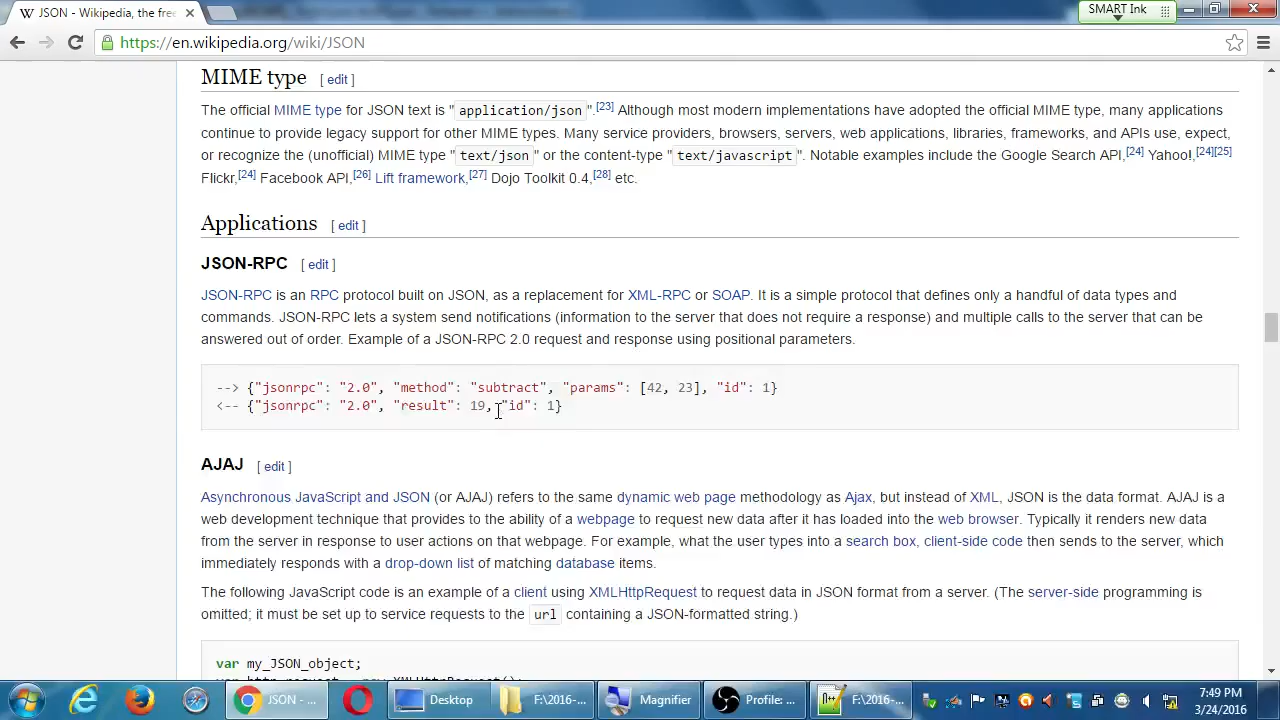 JSON - Wikipedia, the free
SMART Ink
https://en.wikipedia.org/wiki/JSON
MIME type [ edit ]
The official MIME type for JSON text is "application/json".[23] Although most modern implementations have adopted the official MIME type, many applications
continue to provide legacy support for other MIME types. Many service providers, browsers, servers, web applications, libraries, frameworks, and APIs use, expect,
or recognize the (unofficial) MIME type "text/json" or the content-type "text/javascript". Notable examples include the Google Search API,[24] Yahoo!,[24][25]
Flickr,[24] Facebook API,[26] Lift framework,[27] Dojo Toolkit 0.4,[28] etc.
Applications [ edit ]
JSON-RPC [ edit ]
JSON-RPC is an RPC protocol built on JSON, as a replacement for XML-RPC or SOAP. It is a simple protocol that defines only a handful of data types and
commands. JSON-RPC lets a system send notifications (information to the server that does not require a response) and multiple calls to the server that can be
answered out of order. Example of a JSON-RPC 2.0 request and response using positional parameters.
--> {"jsonrpc": "2.0", "method": "subtract", "params": [42, 23], "id": 1}
<-- {"jsonrpc": "2.0", "result": 19, "id": 1}
AJAJ [ edit ]
Asynchronous JavaScript and JSON (or AJAJ) refers to the same dynamic web page methodology as Ajax, but instead of XML, JSON is the data format. AJAJ is a
web development technique that provides to the ability of a webpage to request new data after it has loaded into the web browser. Typically it renders new data
from the server in response to user actions on that webpage. For example, what the user types into a search box, client-side code then sends to the server, which
immediately responds with a drop-down list of matching database items.
The following JavaScript code is an example of a client using XMLHttpRequest to request data in JSON format from a server. (The server-side programming is
omitted; it must be set up to service requests to the url containing a JSON-formatted string.)
var my_JSON_object;
var http_request = new XMLHttpRequest();
JSON - ...
Desktop
F:\2016-...
Magnifier
Profile: ...
F:\2016-...
7:49 PM
3/24/2016